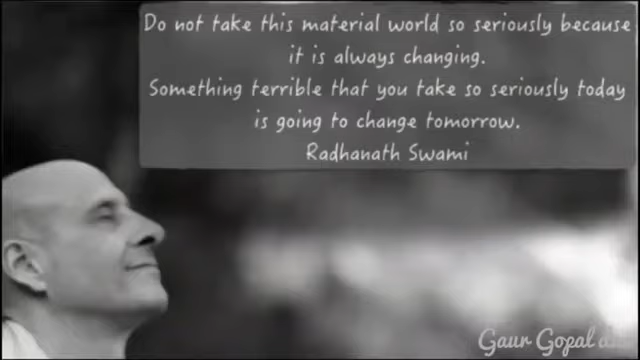 Do not take this material world so seriously because
it is always changing.
Something terrible that you take so seriously today
is going to change tomorrow.
Radhanath Swami
Gaur Gopal